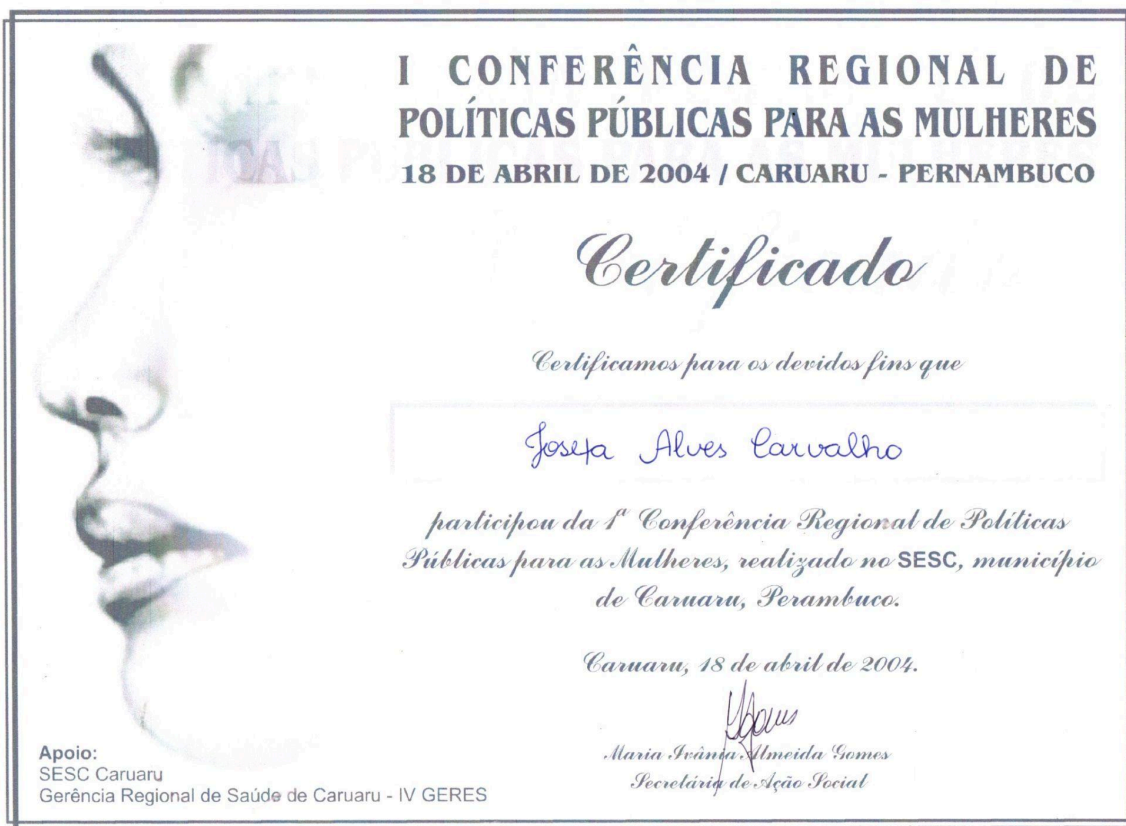 I CONFERÊNCIA REGIONAL DE
POLÍTICAS PÚBLICAS PARA AS MULHERES
18 DE ABRIL DE 2004 / CARUARU - PERNAMBUCO
Certificado
Certificamos para os devidos fins que
Josefa Alves Carvalho
participou da 1ª Conferência Regional de Políticas
Públicas para as Mulheres, realizado no SESC, município
de Caruaru, Perambuco.
Caruaru, 18 de abril de 2004.
Maria Ivânia Almeida Gomes
Secretária de Ação Social
Apoio:
SESC Caruaru
Gerência Regional de Saúde de Caruaru - IV GERES